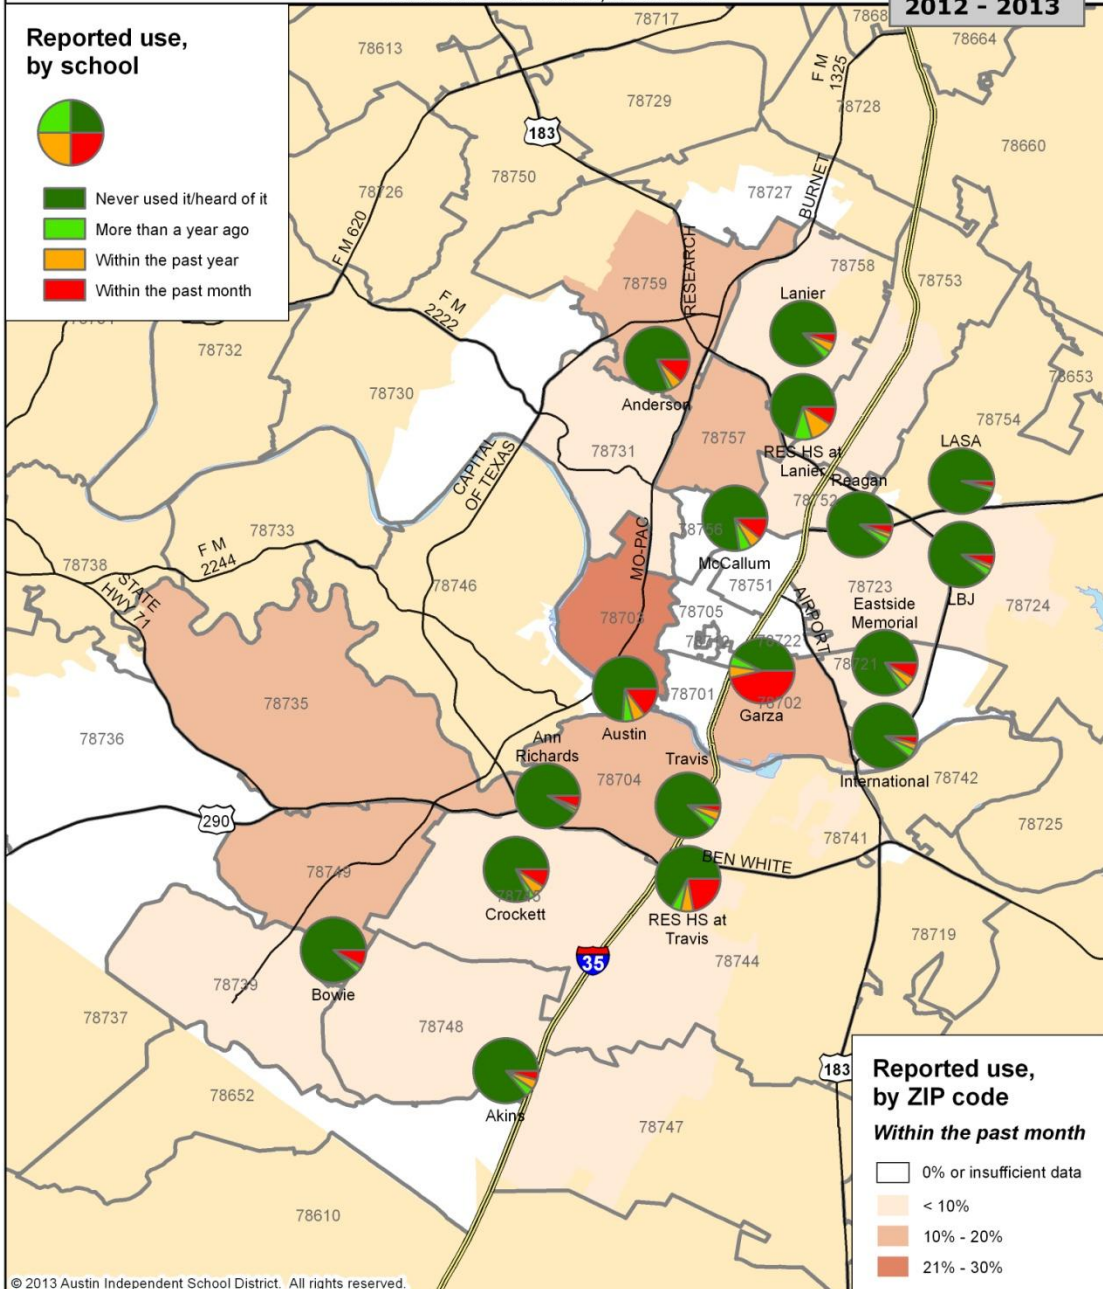 2012 - 2013
Reported use,
by school
Never used it/heard of it
More than a year ago
Within the past year
Within the past month
78613
78717
7868
78664
78729
FM
1325
78728
183
78660
78750
78726
78727
BURNET
FM 620
RESEARCH
78758
78759
78753
FM
2222
Lanier
78732
78730
78653
Anderson
78754
CAPITAL
OF TEXAS
78731
78757
RES HS at
Lanier
LASA
Reagan
78752
78733
FM
2244
MO-PAC
78756
McCallum
78738
STATE
HWY 71
78746
78751
AIRPORT
78723
LBJ
78724
78703
78705
Eastside
Memorial
78722
78721
78735
78701
78702
Garza
78736
Austin
Ann
Richards
78704
Travis
International
78742
290
78725
78741
BEN WHITE
78749
Crockett
RES HS at
Travis
78719
35
78744
Bowie
78739
78737
78748
183
78652
Akins
78747
78610
Reported use,
by ZIP code
Within the past month
0% or insufficient data
< 10%
10% - 20%
21% - 30%
© 2013 Austin Independent School District. All rights reserved.